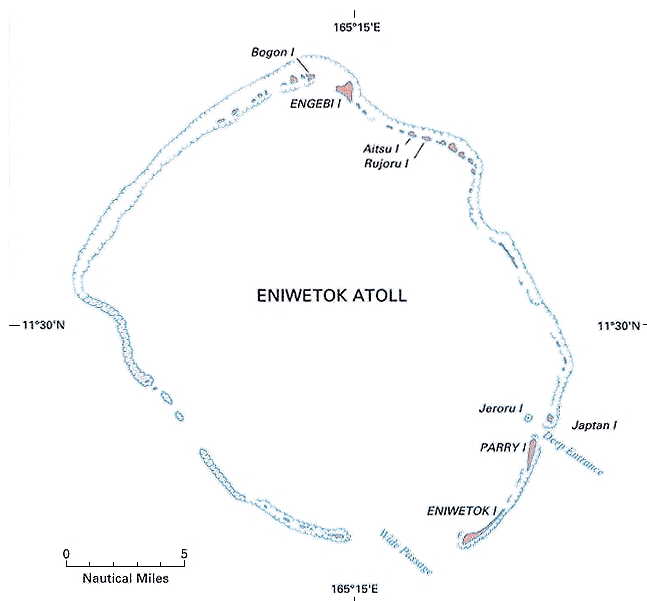 165°15'E
Bogon I
ENGEBI I
Aitsu I
Rujoru I
ENIWETOK ATOLL
11°30'N
11°30'N
Jeroru I
Japtan I
PARRY I
Deep Entrance
ENIWETOK I
Wide Passage
0 5
Nautical Miles
165°15'E